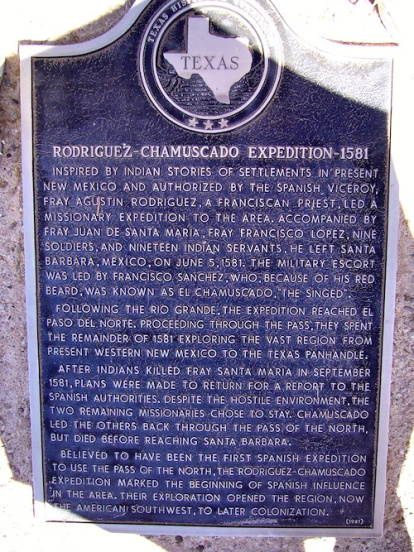 TEXAS HISTORICAL
TEXAS
RODRIGUEZ-CHAMUSCADO EXPEDITION-1581
INSPIRED BY INDIAN STORIES OF SETTLEMENTS IN PRESENT
NEW MEXICO AND AUTHORIZED BY THE SPANISH VICEROY,
FRAY AGUSTIN RODRIGUEZ, A FRANCISCAN PRIEST, LED A
MISSIONARY EXPEDITION TO THE AREA. ACCOMPANIED BY
FRAY JUAN DE SANTA MARIA, FRAY FRANCISCO LOPEZ, NINE
SOLDIERS, AND NINETEEN INDIAN SERVANTS, HE LEFT SANTA
BARBARA, MEXICO, ON JUNE 5, 1581. THE MILITARY ESCORT
WAS LED BY FRANCISCO SANCHEZ, WHO, BECAUSE OF HIS RED
BEARD, WAS KNOWN AS EL CHAMUSCADO, "THE SINGED".
FOLLOWING THE RIO GRANDE, THE EXPEDITION REACHED EL
PASO DEL NORTE. PROCEEDING THROUGH THE PASS, THEY SPENT
THE REMAINDER OF 1581 EXPLORING THE VAST REGION FROM
PRESENT WESTERN NEW MEXICO TO THE TEXAS PANHANDLE.
AFTER INDIANS KILLED FRAY SANTA MARIA IN SEPTEMBER
1581, PLANS WERE MADE TO RETURN FOR A REPORT TO THE
SPANISH AUTHORITIES. DESPITE THE HOSTILE ENVIRONMENT, THE
TWO REMAINING MISSIONARIES CHOSE TO STAY. CHAMUSCADO
LED THE OTHERS BACK THROUGH THE PASS OF THE NORTH,
BUT DIED BEFORE REACHING SANTA BARBARA.
BELIEVED TO HAVE BEEN THE FIRST SPANISH EXPEDITION
TO USE THE PASS OF THE NORTH, THE RODRIGUEZ-CHAMUSCADO
EXPEDITION MARKED THE BEGINNING OF SPANISH INFLUENCE
IN THE AREA. THEIR EXPLORATION OPENED THE REGION, NOW
THE AMERICAN SOUTHWEST, TO LATER COLONIZATION.
(1981)